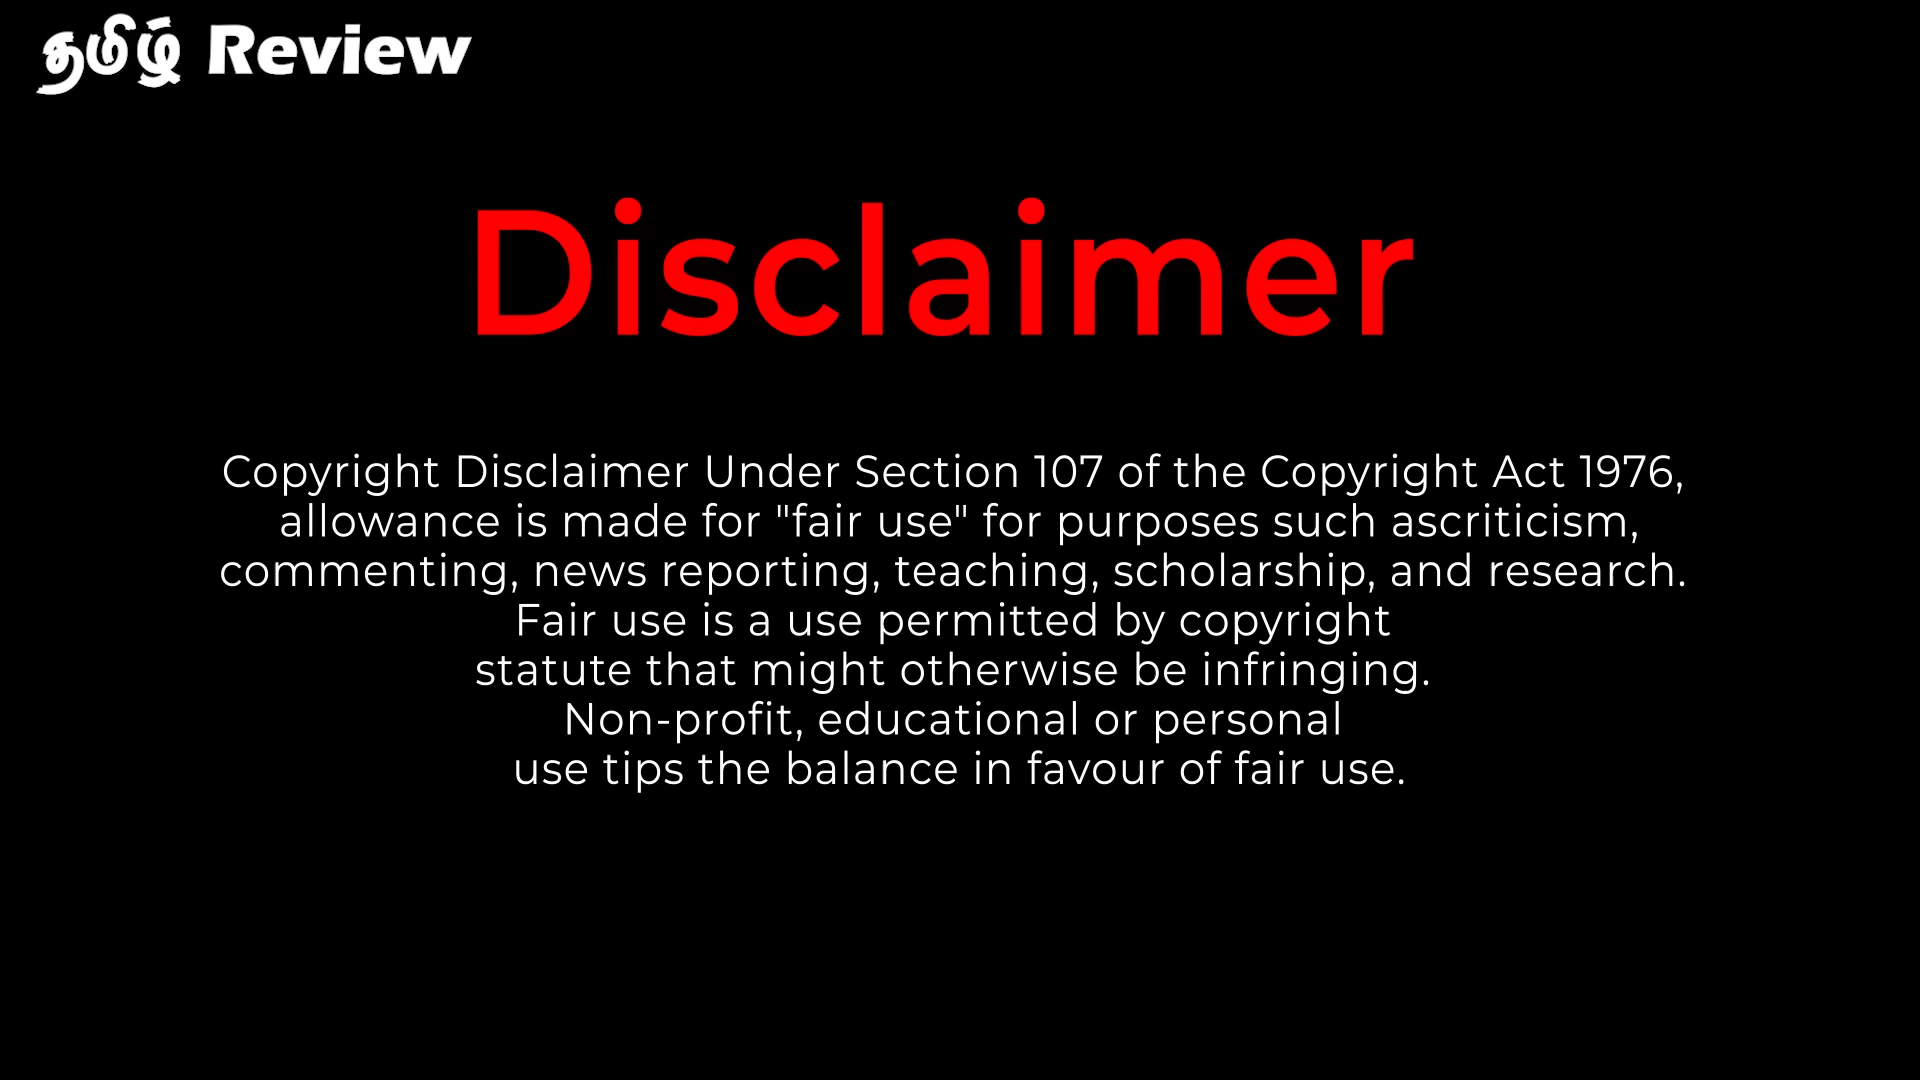 தமிழ் Review
Disclaimer
Copyright Disclaimer Under Section 107 of the Copyright Act 1976,
allowance is made for "fair use" for purposes such ascriticism,
commenting, news reporting, teaching, scholarship, and research.
Fair use is a use permitted by copyright
statute that might otherwise be infringing.
Non-profit, educational or personal
use tips the balance in favour of fair use.